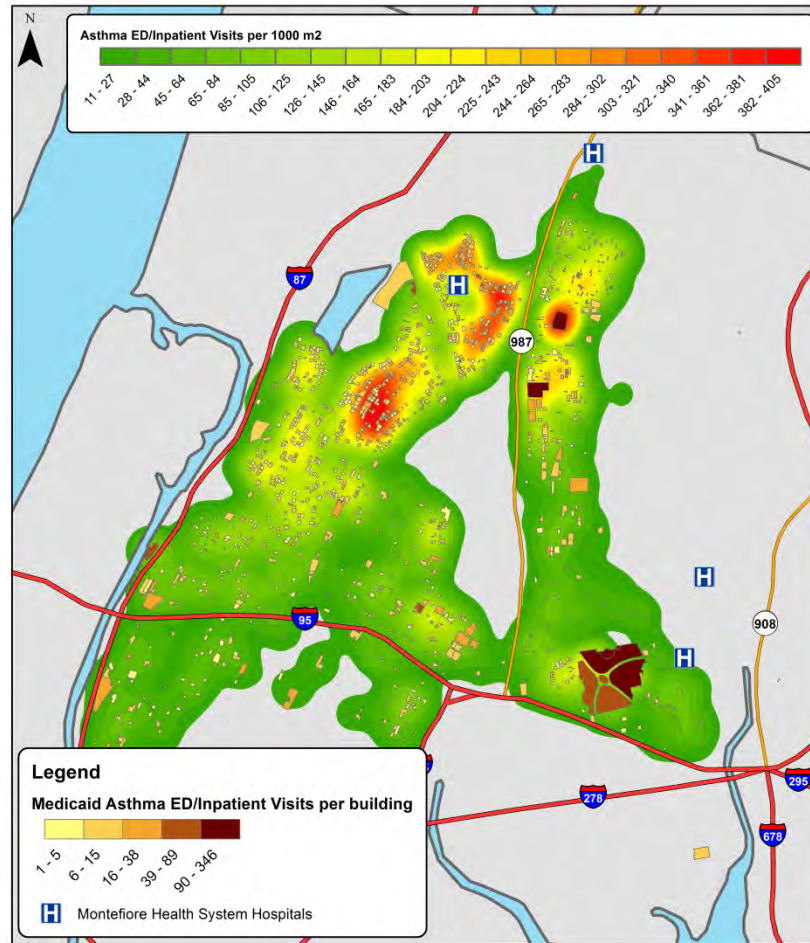 N
Asthma ED/Inpatient Visits per 1000 m2
11 - 27
28 - 44
45 - 64
65 - 84
85 - 105
106 - 125
126 - 145
146 - 164
165 - 183
184 - 203
204 - 224
225 - 243
244 - 264
265 - 283
284 - 302
303 - 321
322 - 340
341 - 361
362 - 381
382 - 405
H
87
H
987
H
95
908
H
295
278
678
Legend
Medicaid Asthma ED/Inpatient Visits per building
1 - 5
6 - 15
16 - 38
39 - 89
90 - 346
H Montefiore Health System Hospitals